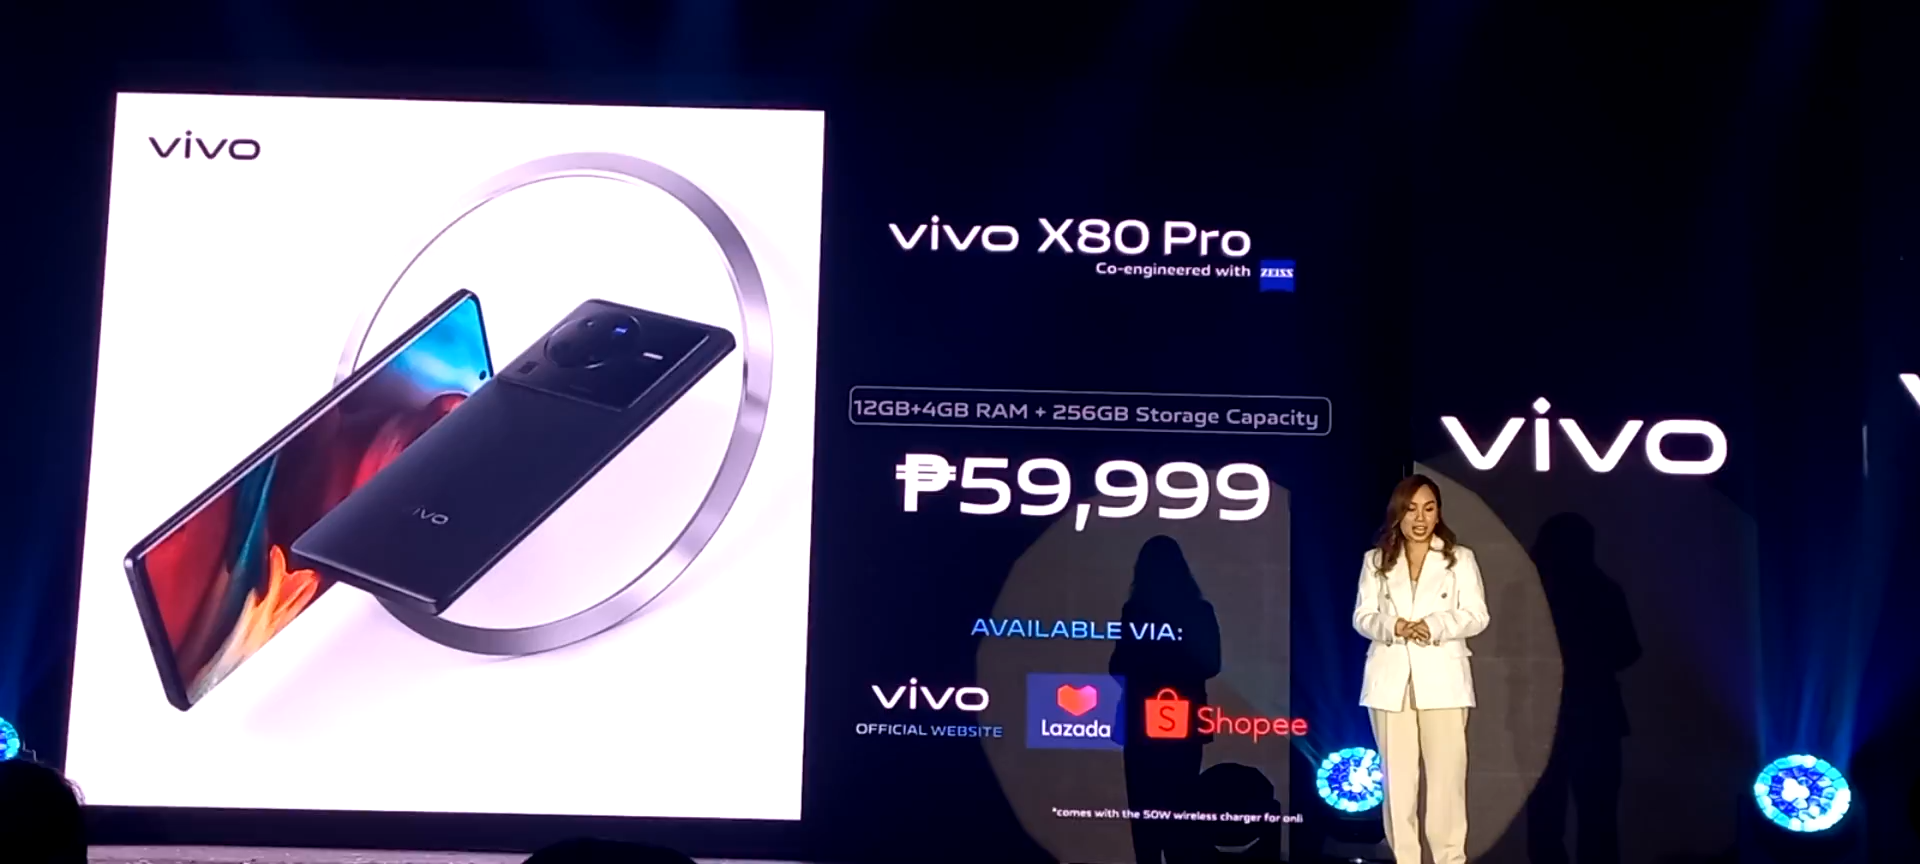 vivo
vivo X80 Pro
Co-engineered with ZEISS
12GB+4GB RAM + 256GB Storage Capacity
₱59,999
vivo
AVAILABLE VIA:
vivo
OFFICIAL WEBSITE
Lazada
S Shopee
*comes with the 50W wireless charger for